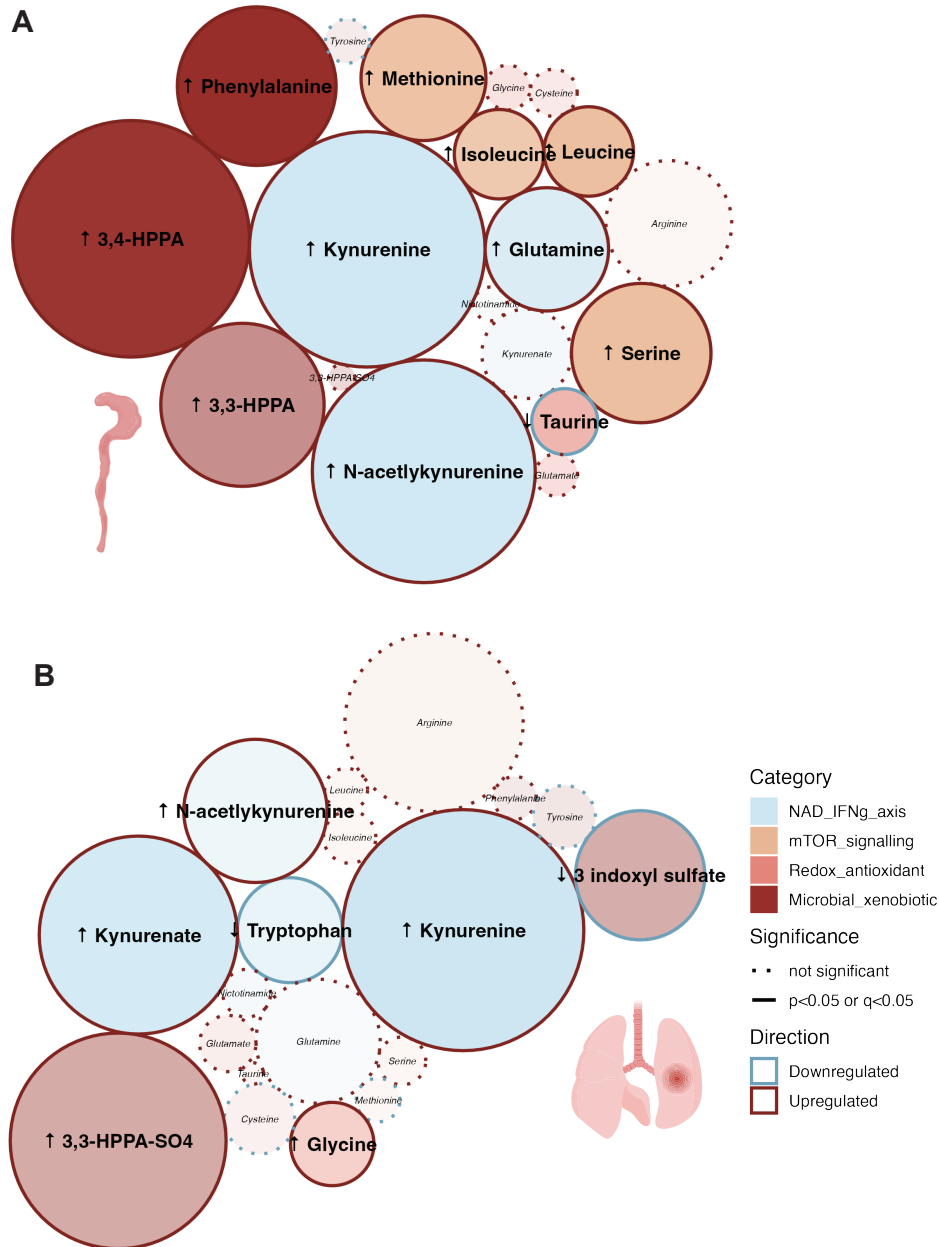 A
Tyrosine
↑ Phenylalanine
↑ Methionine
Glycine
Cysteine
↑ Isoleucine
↑ Leucine
Arginine
↑ 3,4-HPPA
↑ Kynurenine
↑ Glutamine
Nictotinamide
Kynurenate
↑ Serine
3,3-HPPA-SO4
↑ 3,3-HPPA
↓ Taurine
↑ N-acetlykynurenine
Glutamate
B
Arginine
Leucine
Phenylalanine
↑ N-acetlykynurenine
Tyrosine
Isoleucine
↓ 3 indoxyl sulfate
↑ Kynurenate
↓ Tryptophan
↑ Kynurenine
Nictotinamine
Glutamate
Glutamine
Serine
Taurine
Methionine
Cysteine
↑ 3,3-HPPA-SO4
↑ Glycine
Category
NAD_IFNg_axis
mTOR_signalling
Redox_antioxidant
Microbial_xenobiotic
Significance
not significant
p<0.05 or q<0.05
Direction
Downregulated
Upregulated